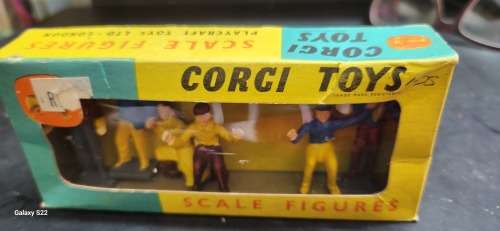 SCALE FIGURES
PLAYCRAFT TOYS LTD · LONDON
CORGI
TOYS
CORGI TOYS
SCALE FIGURES
Galaxy S22